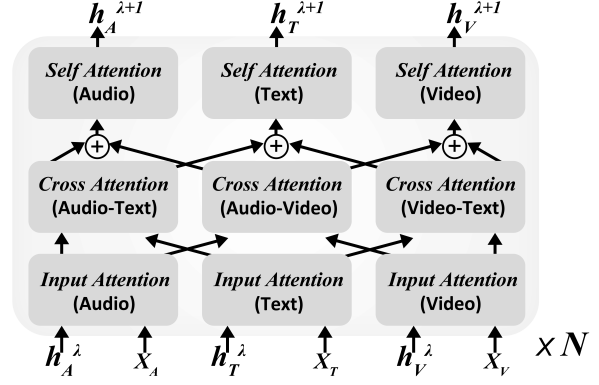 h_A^{λ+1} h_T^{λ+1} h_V^{λ+1}
Self Attention Self Attention Self Attention
(Audio) (Text) (Video)
+ + +
Cross Attention Cross Attention Cross Attention
(Audio-Text) (Audio-Video) (Video-Text)
Input Attention Input Attention Input Attention
(Audio) (Text) (Video)
h_A^λ X_A h_T^λ X_T h_V^λ X_V × N